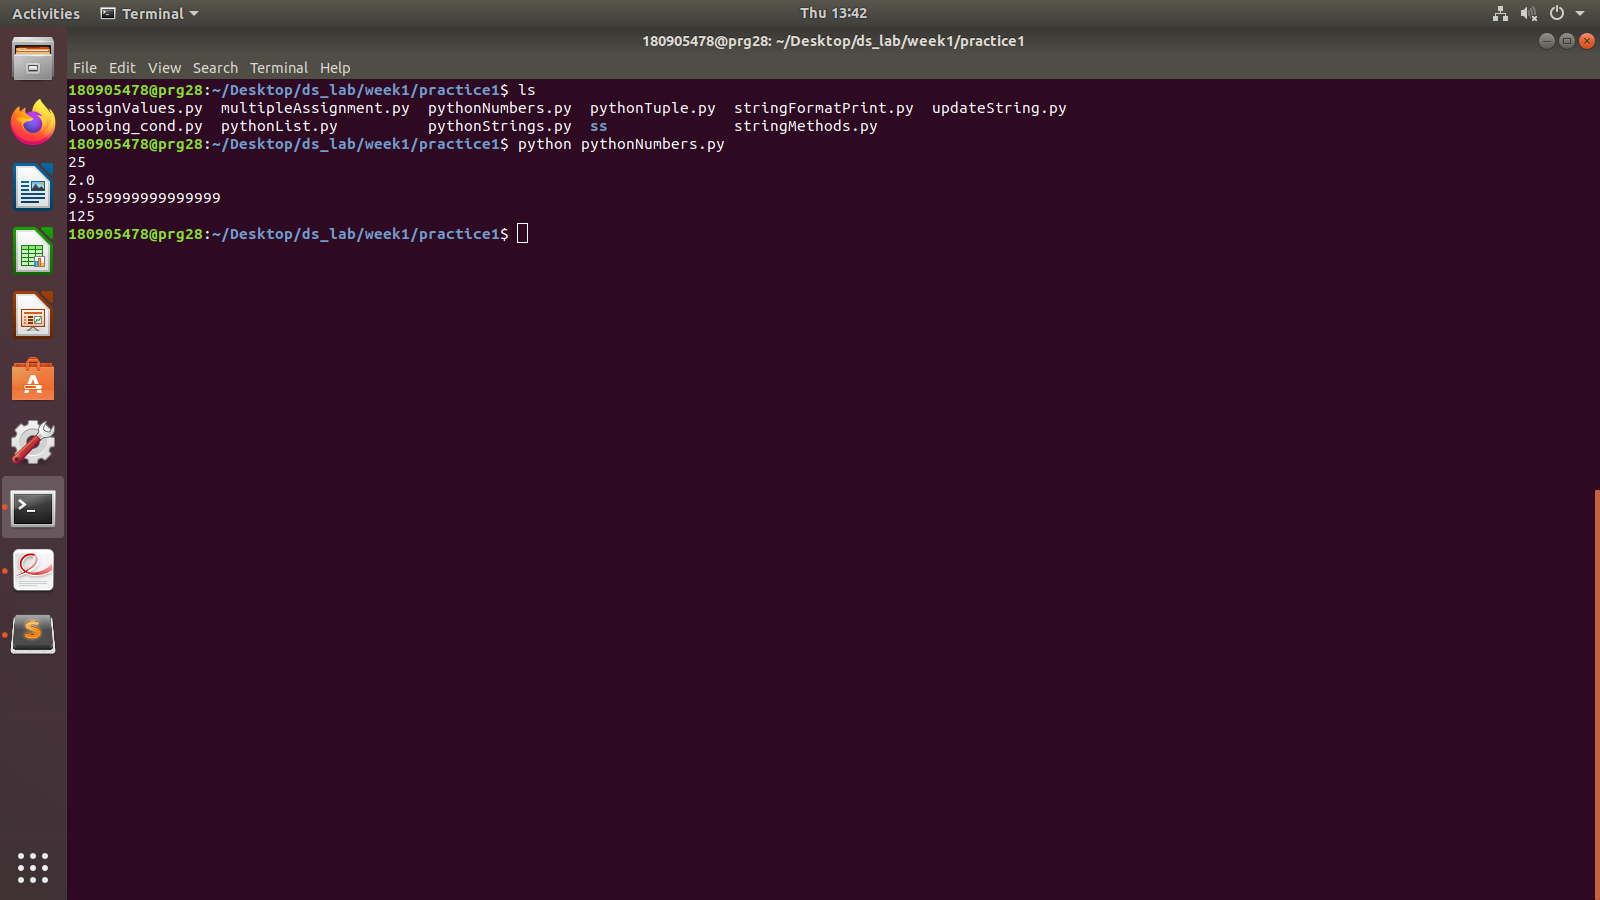 Activities Terminal Thu 13:42
180905478@prg28: ~/Desktop/ds_lab/week1/practice1
File Edit View Search Terminal Help
180905478@prg28:~/Desktop/ds_lab/week1/practice1$ ls
assignValues.py  multipleAssignment.py  pythonNumbers.py  pythonTuple.py  stringFormatPrint.py  updateString.py
looping_cond.py  pythonList.py          pythonStrings.py  ss              stringMethods.py
180905478@prg28:~/Desktop/ds_lab/week1/practice1$ python pythonNumbers.py
25
2.0
9.559999999999999
125
180905478@prg28:~/Desktop/ds_lab/week1/practice1$